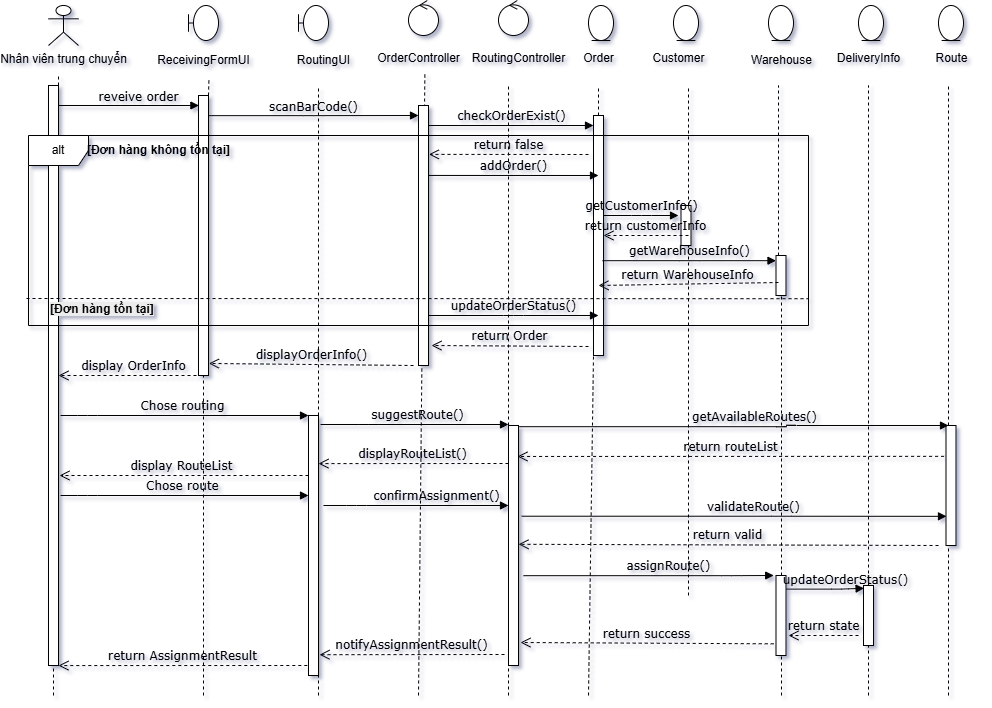 Nhân viên trung chuyển
ReceivingFormUI
RoutingUI
OrderController
RoutingController
Order
Customer
Warehouse
DeliveryInfo
Route
reveive order
scanBarCode()
checkOrderExist()
alt
[Đơn hàng không tồn tại]
return false
addOrder()
getCustomerInfo()
return customerInfo
getWarehouseInfo()
return WarehouseInfo
[Đơn hàng tồn tại]
updateOrderStatus()
return Order
displayOrderInfo()
display OrderInfo
Chose routing
suggestRoute()
getAvailableRoutes()
return routeList
displayRouteList()
display RouteList
Chose route
confirmAssignment()
validateRoute()
return valid
assignRoute()
updateOrderStatus()
return state
return success
notifyAssignmentResult()
return AssignmentResult